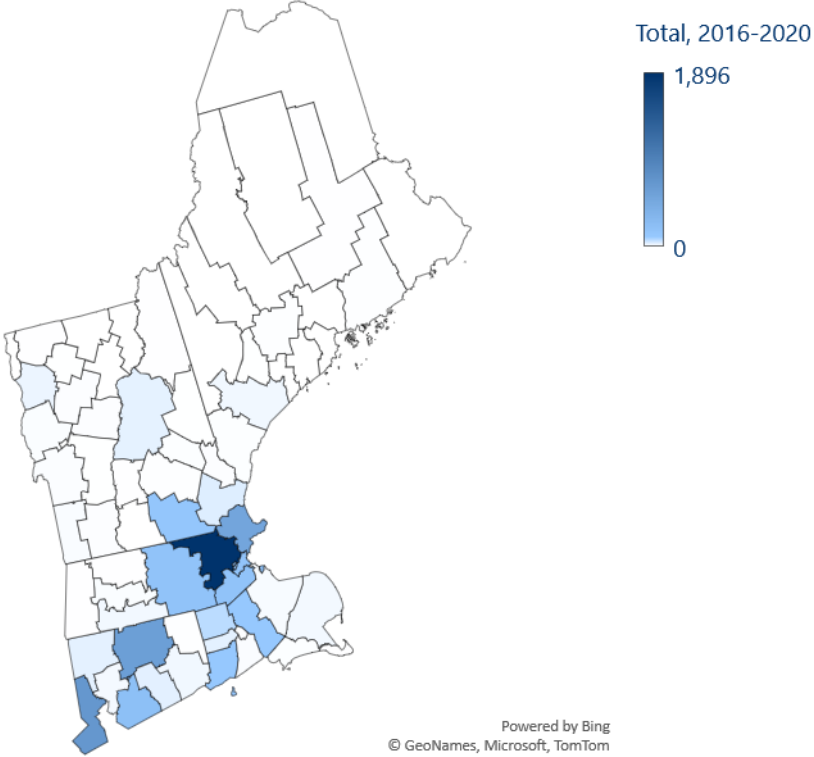 Total, 2016-2020
1,896
0
Powered by Bing
© GeoNames, Microsoft, TomTom